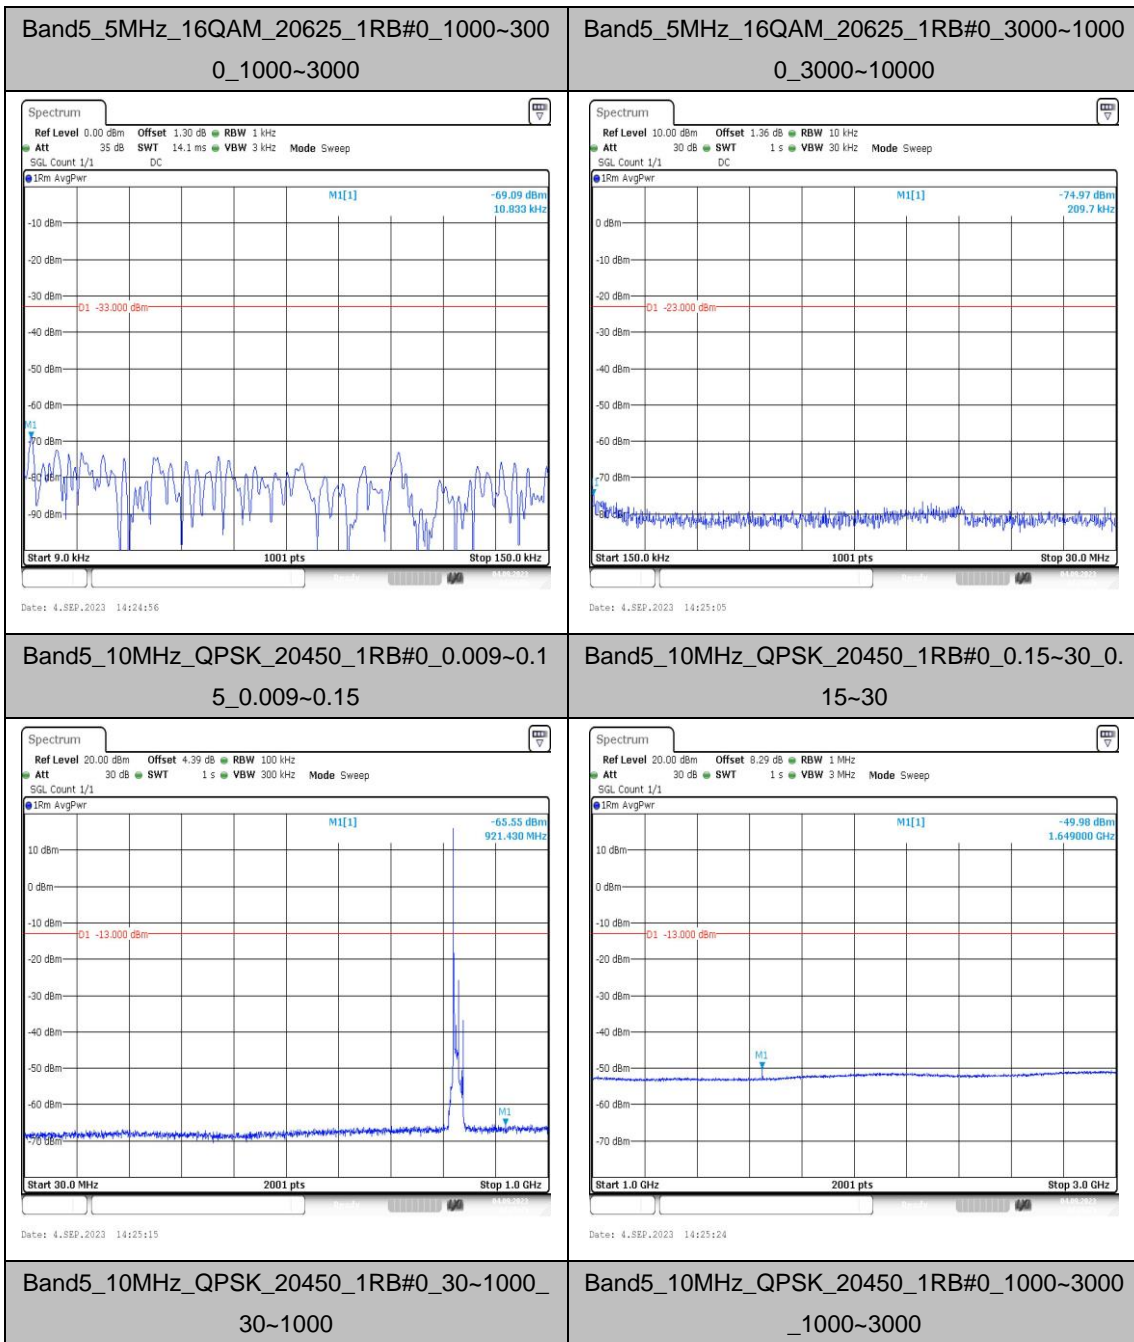 Band5_5MHz_16QAM_20625_1RB#0_1000~300
0_1000~3000
Band5_5MHz_16QAM_20625_1RB#0_3000~1000
0_3000~10000
Spectrum
Ref Level 0.00 dBm Offset 1.30 dB RBW 1 kHz
Att 35 dB SWT 14.1 ms VBW 3 kHz Mode Sweep
SGL Count 1/1 DC
1Rm AvgPwr
M1[1] -69.09 dBm
10.833 kHz
-10 dBm
-20 dBm
-30 dBm
D1 -33.000 dBm
-40 dBm
-50 dBm
-60 dBm
M1
-70 dBm
-80 dBm
-90 dBm
Start 9.0 kHz 1001 pts Stop 150.0 kHz
Date: 4.SEP.2023 14:24:56
Spectrum
Ref Level 10.00 dBm Offset 1.36 dB RBW 10 kHz
Att 30 dB SWT 1 s VBW 30 kHz Mode Sweep
SGL Count 1/1 DC
1Rm AvgPwr
M1[1] -74.97 dBm
209.7 kHz
0 dBm
-10 dBm
-20 dBm
D1 -23.000 dBm
-30 dBm
-40 dBm
-50 dBm
-60 dBm
-70 dBm
-80 dBm
Start 150.0 kHz 1001 pts Stop 30.0 MHz
Date: 4.SEP.2023 14:25:05
Band5_10MHz_QPSK_20450_1RB#0_0.009~0.1
5_0.009~0.15
Band5_10MHz_QPSK_20450_1RB#0_0.15~30_0.
15~30
Spectrum
Ref Level 20.00 dBm Offset 4.39 dB RBW 100 kHz
Att 30 dB SWT 1 s VBW 300 kHz Mode Sweep
SGL Count 1/1
1Rm AvgPwr
M1[1] -65.55 dBm
921.430 MHz
10 dBm
0 dBm
-10 dBm
D1 -13.000 dBm
-20 dBm
-30 dBm
-40 dBm
-50 dBm
-60 dBm
M1
-70 dBm
Start 30.0 MHz 2001 pts Stop 1.0 GHz
Date: 4.SEP.2023 14:25:15
Spectrum
Ref Level 20.00 dBm Offset 8.29 dB RBW 1 MHz
Att 30 dB SWT 1 s VBW 3 MHz Mode Sweep
SGL Count 1/1
1Rm AvgPwr
M1[1] -49.98 dBm
1.649000 GHz
10 dBm
0 dBm
-10 dBm
D1 -13.000 dBm
-20 dBm
-30 dBm
-40 dBm
M1
-50 dBm
-60 dBm
-70 dBm
Start 1.0 GHz 2001 pts Stop 3.0 GHz
Date: 4.SEP.2023 14:25:24
Band5_10MHz_QPSK_20450_1RB#0_30~1000_
30~1000
Band5_10MHz_QPSK_20450_1RB#0_1000~3000
_1000~3000